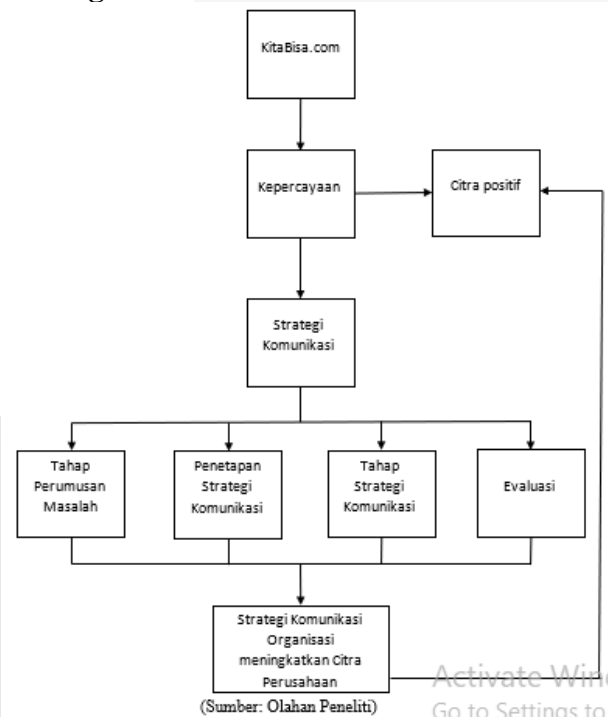 KitaBisa.com
Kepercayaan
Citra positif
Strategi
Komunikasi
Tahap
Perumusan
Masalah
Penetapan
Strategi
Komunikasi
Tahap
Strategi
Komunikasi
Evaluasi
Strategi Komunikasi
Organisasi
meningkatkan Citra
Perusahaan
(Sumber: Olahan Peneliti)
Activate Win
Go to Settings to